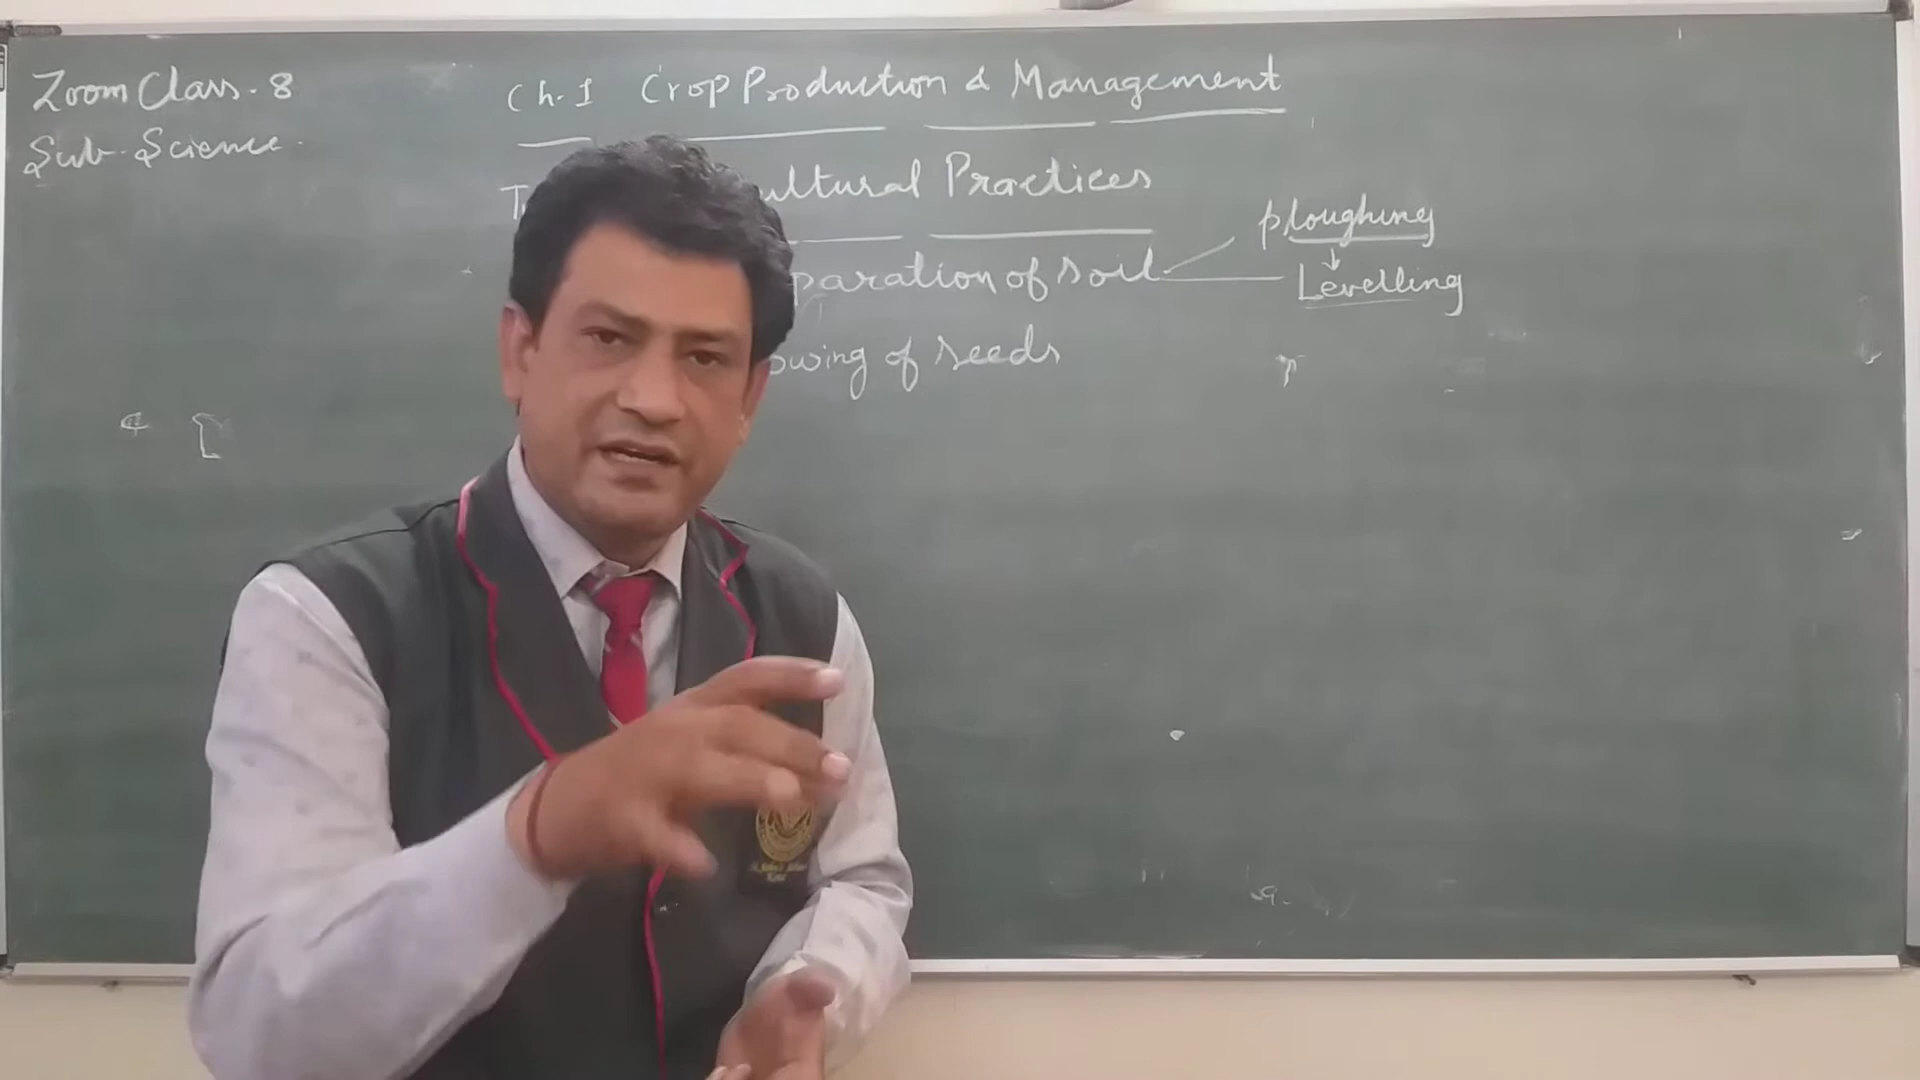 Zoom Class. 8
Sub-Science.
Ch. 1 Crop Production & Management
ultural Practices
paration of soil
ploughing
Levelling
owing of seeds